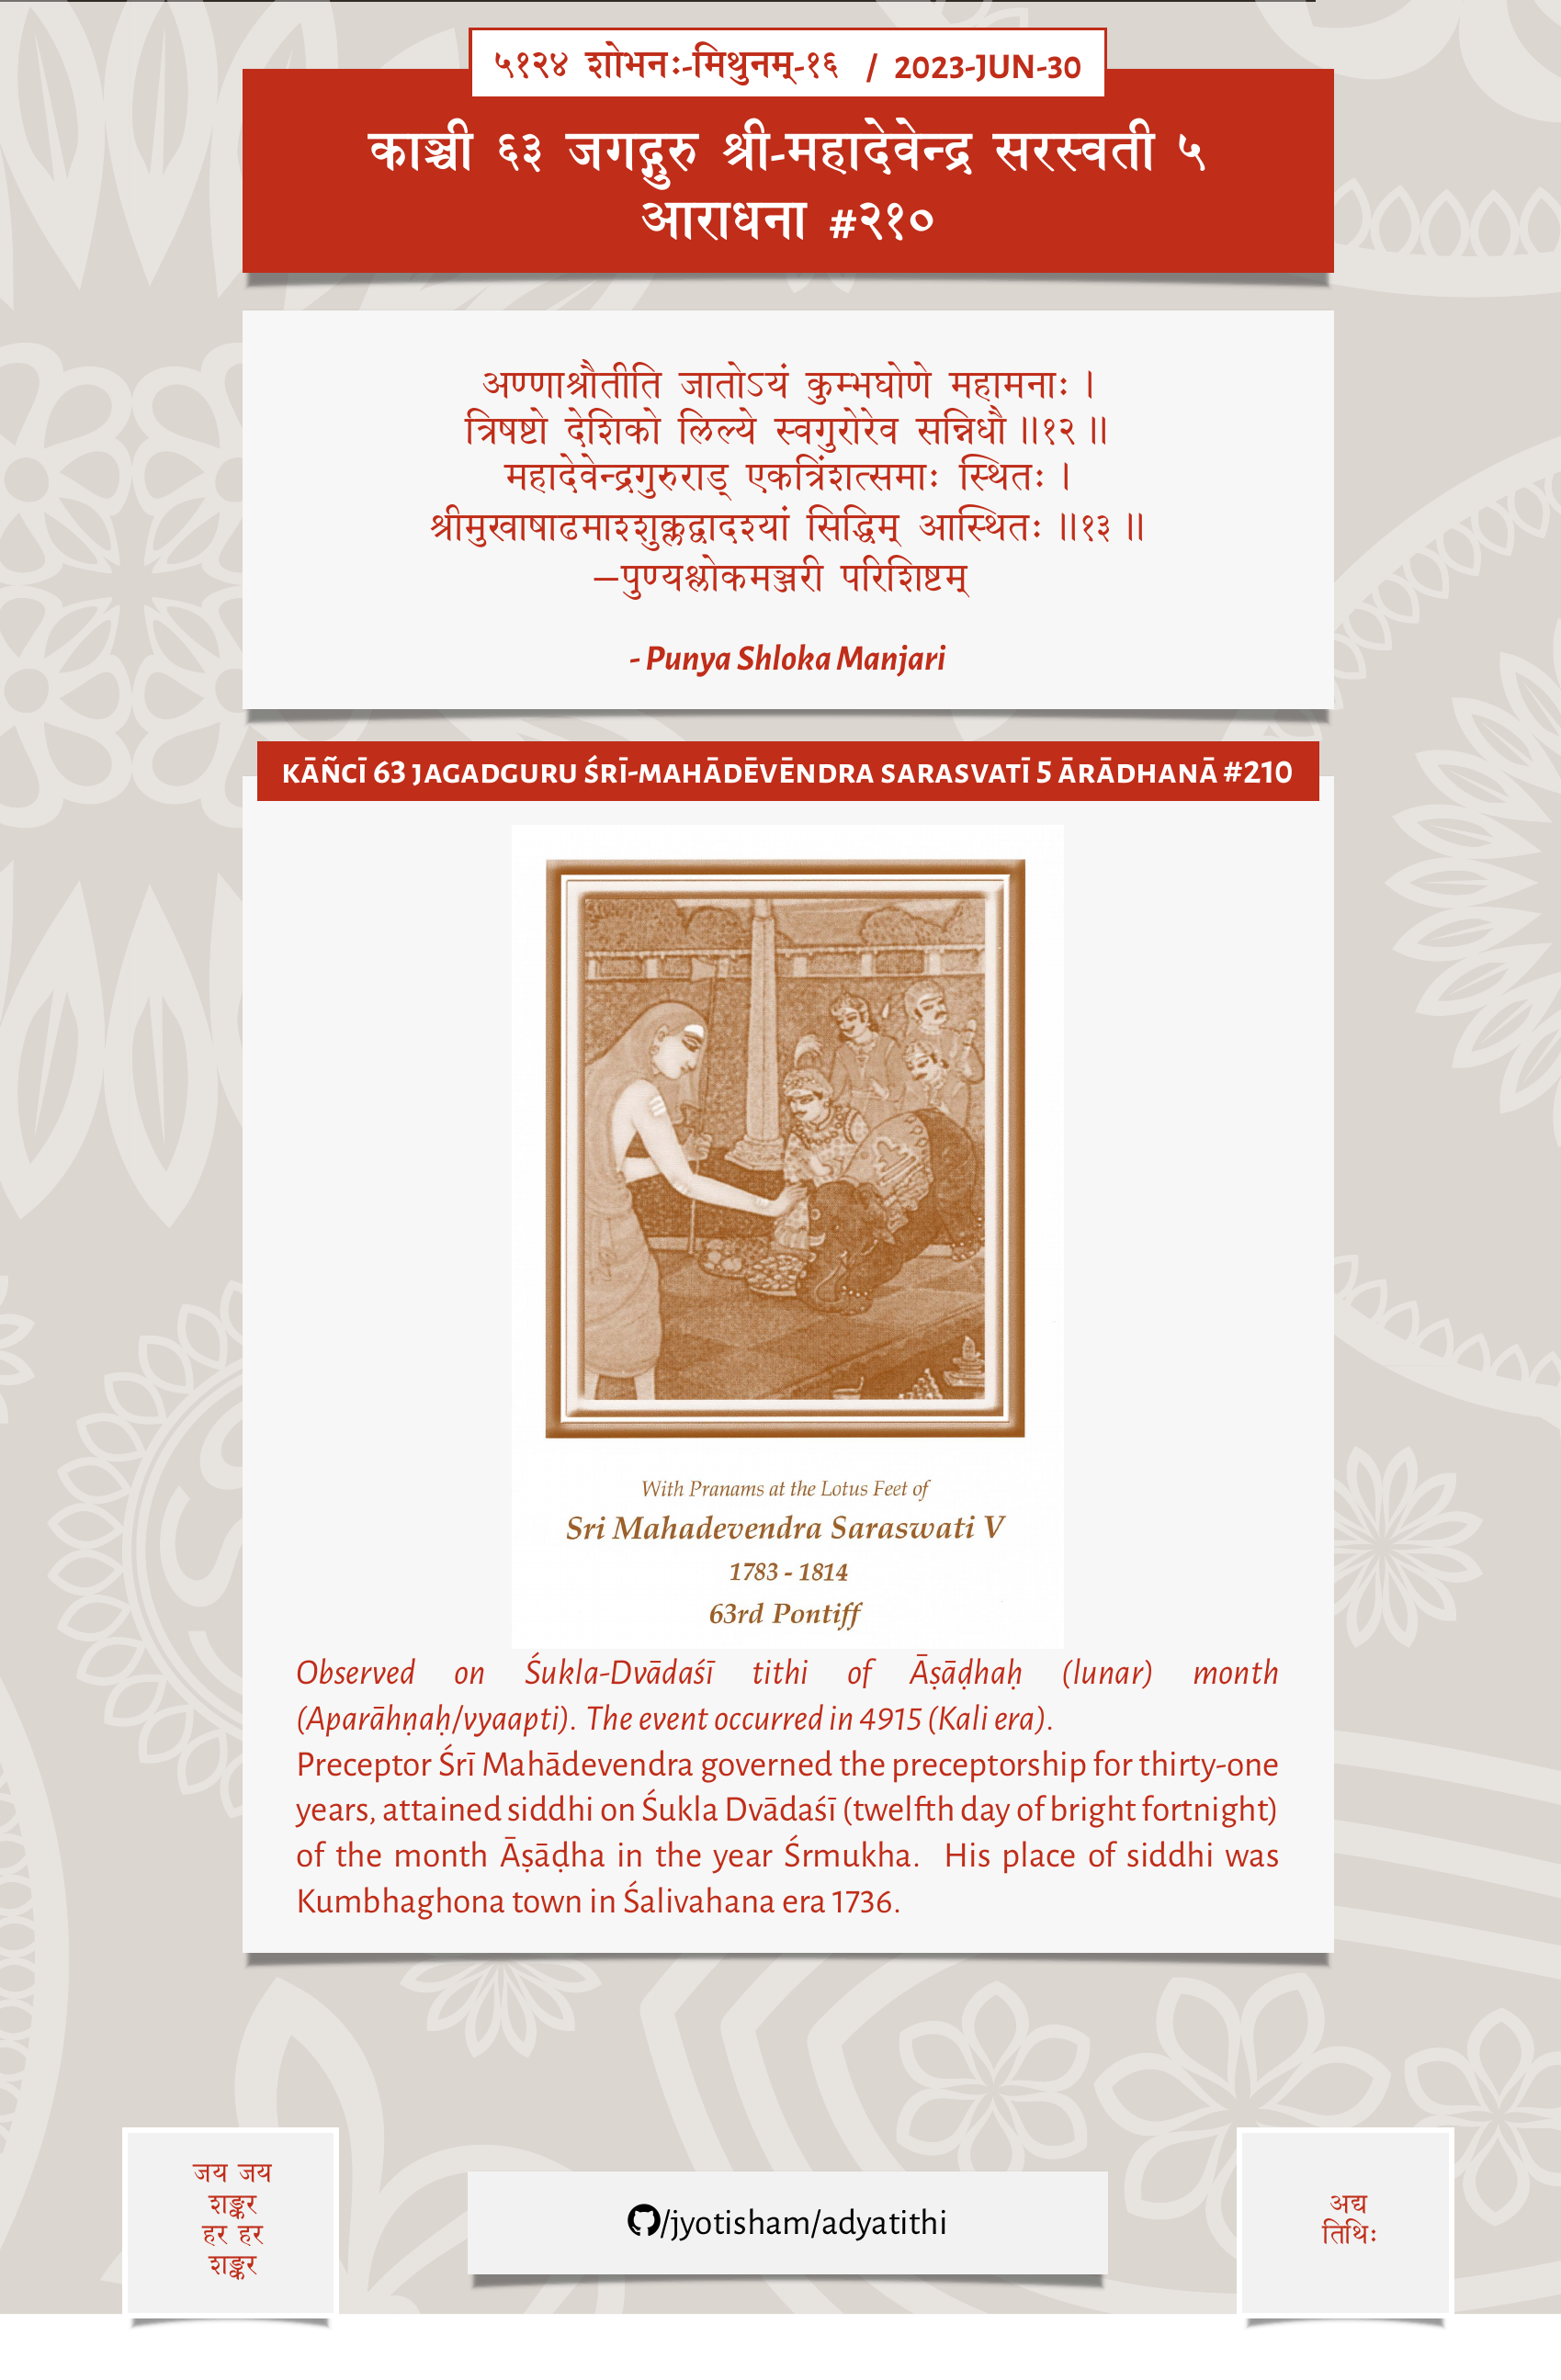 ५१२४ शोभनः-मिथुनम्-१६ / 2023-JUN-30
काञ्ची ६३ जगद्गुरु श्री-महादेवेन्द्र सरस्वती ५
आराधना #२१०
अण्णाश्रौतीति जातोऽयं कुम्भघोणे महामनाः ।
त्रिषष्टो देशिको लिल्ये स्वगुरोरेव सन्निधौ ॥१२ ॥
महादेवेन्द्रगुरुराड् एकत्रिंशत्समाः स्थितः ।
श्रीमुखाषाढमाश्शुक्लद्वादश्यां सिद्धिम् आस्थितः ॥१३ ॥
—पुण्यश्लोकमञ्जरी परिशिष्टम्
- Punya Shloka Manjari
KĀÑCĪ 63 JAGADGURU ŚRĪ-MAHĀDĒVĒNDRA SARASVATĪ 5 ĀRĀDHANĀ #210
With Pranams at the Lotus Feet of
Sri Mahadevendra Saraswati V
1783 - 1814
63rd Pontiff
Observed on Śukla-Dvādaśī tithi of Āṣāḍhaḥ (lunar) month
(Aparāhṇaḥ/vyaapti). The event occurred in 4915 (Kali era).
Preceptor Śrī Mahādevendra governed the preceptorship for thirty-one
years, attained siddhi on Śukla Dvādaśī (twelfth day of bright fortnight)
of the month Āṣāḍha in the year Śrmukha. His place of siddhi was
Kumbhaghona town in Śalivahana era 1736.
जय जय
शङ्कर
हर हर
शङ्कर
/jyotisham/adyatithi
अद्य
तिथिः